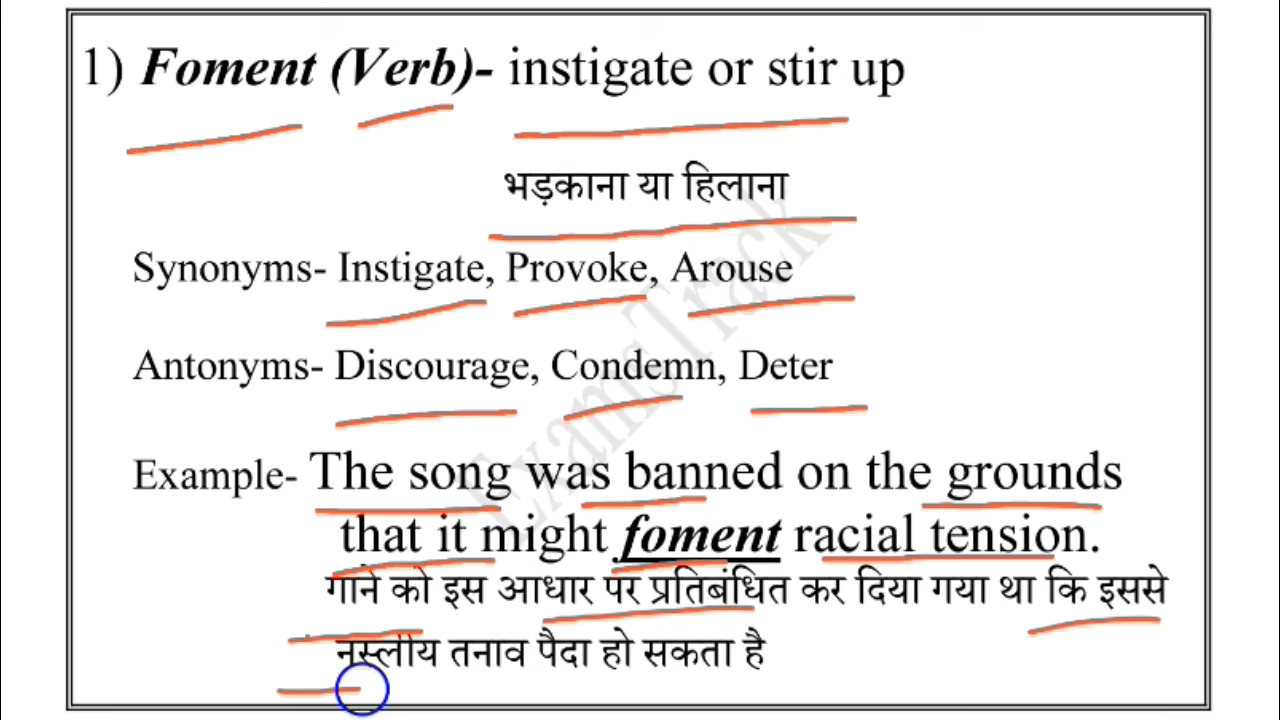 1) Foment (Verb)- instigate or stir up
भड़काना या हिलाना
Synonyms- Instigate, Provoke, Arouse
Antonyms- Discourage, Condemn, Deter
Example- The song was banned on the grounds
that it might foment racial tension.
गाने को इस आधार पर प्रतिबंधित कर दिया गया था कि इससे
नस्लीय तनाव पैदा हो सकता है
ExamsTrack